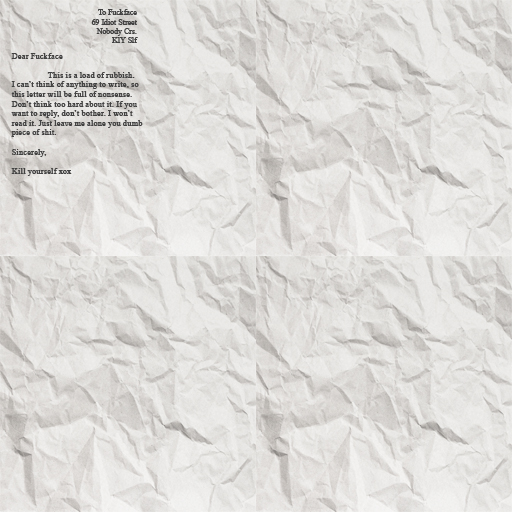 To Fuckface
69 Idiot Street
Nobody Crs.
KIY Slf
Dear Fuckface
This is a load of rubbish.
I can't think of anything to write, so
this letter will be full of nonsense.
Don't think too hard about it. If you
want to reply, don't bother. I won't
read it. Just leave me alone you dumb
piece of shit.
Sincerely,
Kill yourself xox